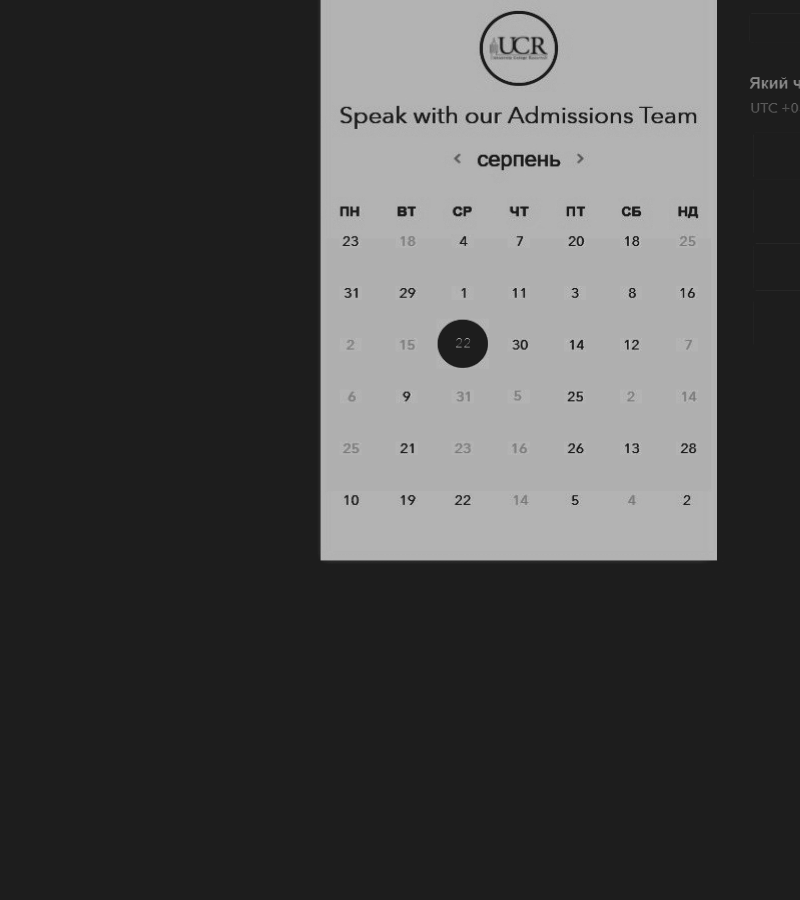 UCR
Speak with our Admissions Team
Який
UTC +0
< серпень >
ПН ВТ СР ЧТ ПТ СБ НД
23 18 4 7 20 18 25
31 29 1 11 3 8 16
2 15 22 30 14 12 7
6 9 31 5 25 2 14
25 21 23 16 26 13 28
10 19 22 14 5 4 2